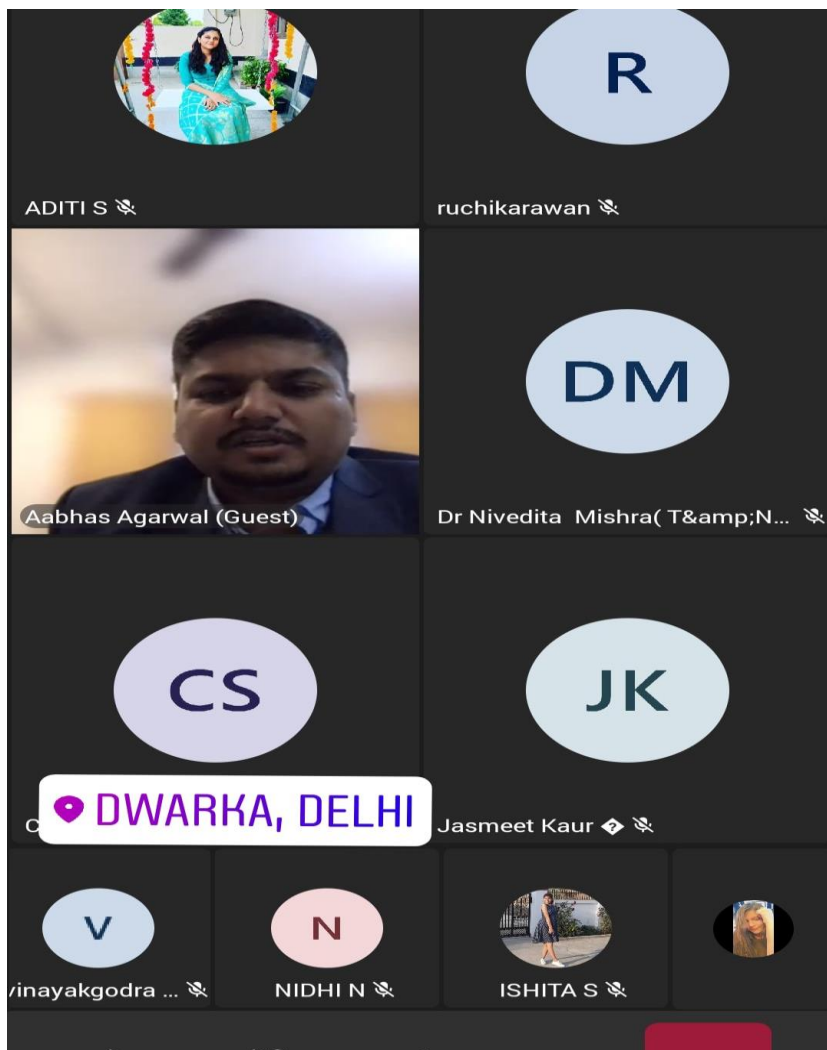 R
ADITI S
ruchikarawan
DM
Aabhas Agarwal (Guest)
Dr Nivedita Mishra( T&amp;N...
CS
JK
DWARKA, DELHI
C
Jasmeet Kaur
V
N
vinayakgodra ...
NIDHI N
ISHITA S